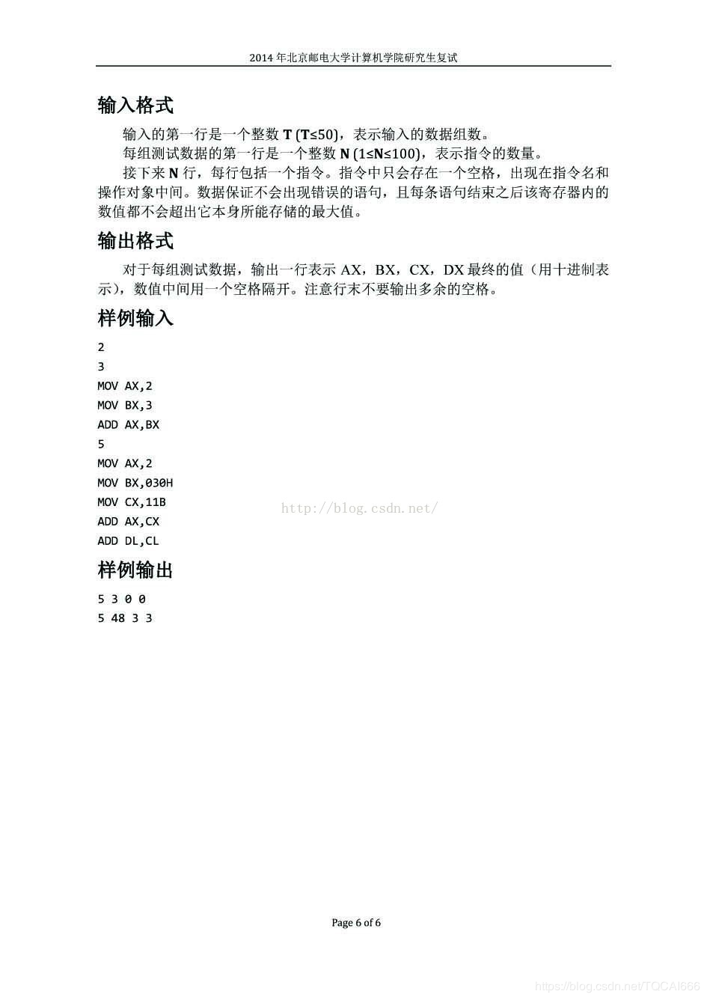 2014 年北京邮电大学计算机学院研究生复试
输入格式
输入的第一行是一个整数 T (T≤50)，表示输入的数据组数。
每组测试数据的第一行是一个整数 N (1≤N≤100)，表示指令的数量。
接下来 N 行，每行包括一个指令。指令中只会存在一个空格，出现在指令名和
操作对象中间。数据保证不会出现错误的语句，且每条语句结束之后该寄存器内的
数值都不会超出它本身所能存储的最大值。
输出格式
对于每组测试数据，输出一行表示 AX，BX，CX，DX 最终的值（用十进制表
示），数值中间用一个空格隔开。注意行末不要输出多余的空格。
样例输入
2
3
MOV AX,2
MOV BX,3
ADD AX,BX
5
MOV AX,2
MOV BX,030H
MOV CX,11B
ADD AX,CX
ADD DL,CL
http://blog.csdn.net/
样例输出
5 3 0 0
5 48 3 3
Page 6 of 6
https://blog.csdn.net/TQCAI666